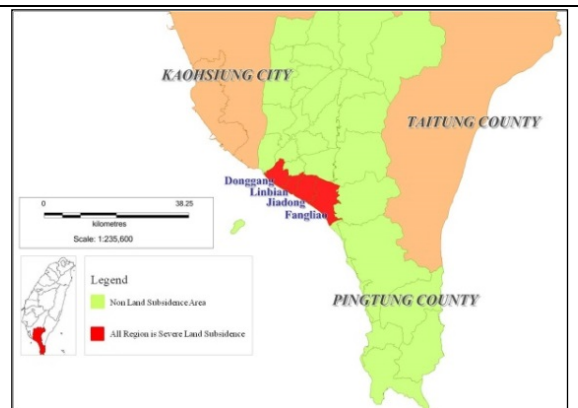 KAOHSIUNG CITY
TAITUNG COUNTY
Donggang
Linbian
Jiadong
Fangliao
0 38.25
kilometres
Scale: 1:235,600
Legend
Non Land Subsidence Area
All Region is Severe Land Subsidence
PINGTUNG COUNTY